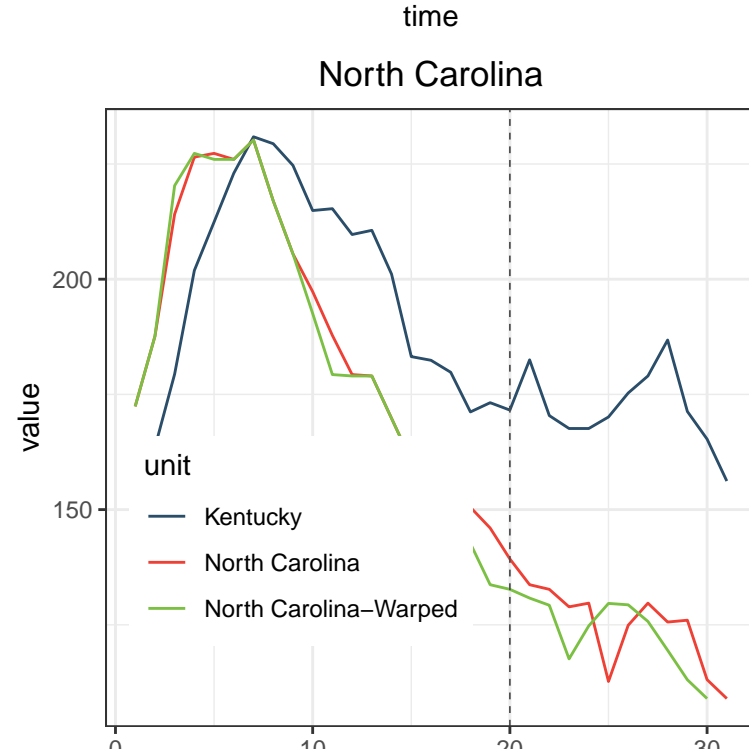 time
North Carolina
value
200
150
unit
Kentucky
North Carolina
North Carolina−Warped
0
10
20
30